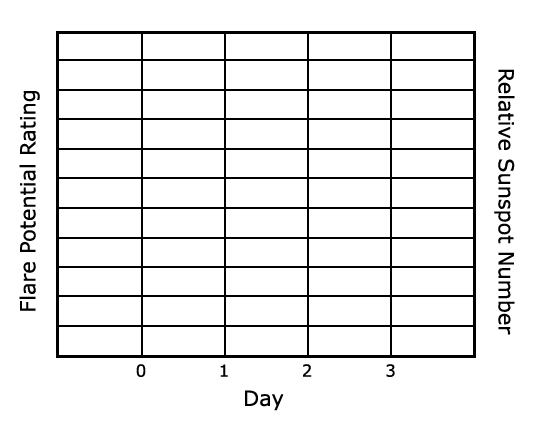 Flare Potential Rating
Relative Sunspot Number
0 1 2 3
Day